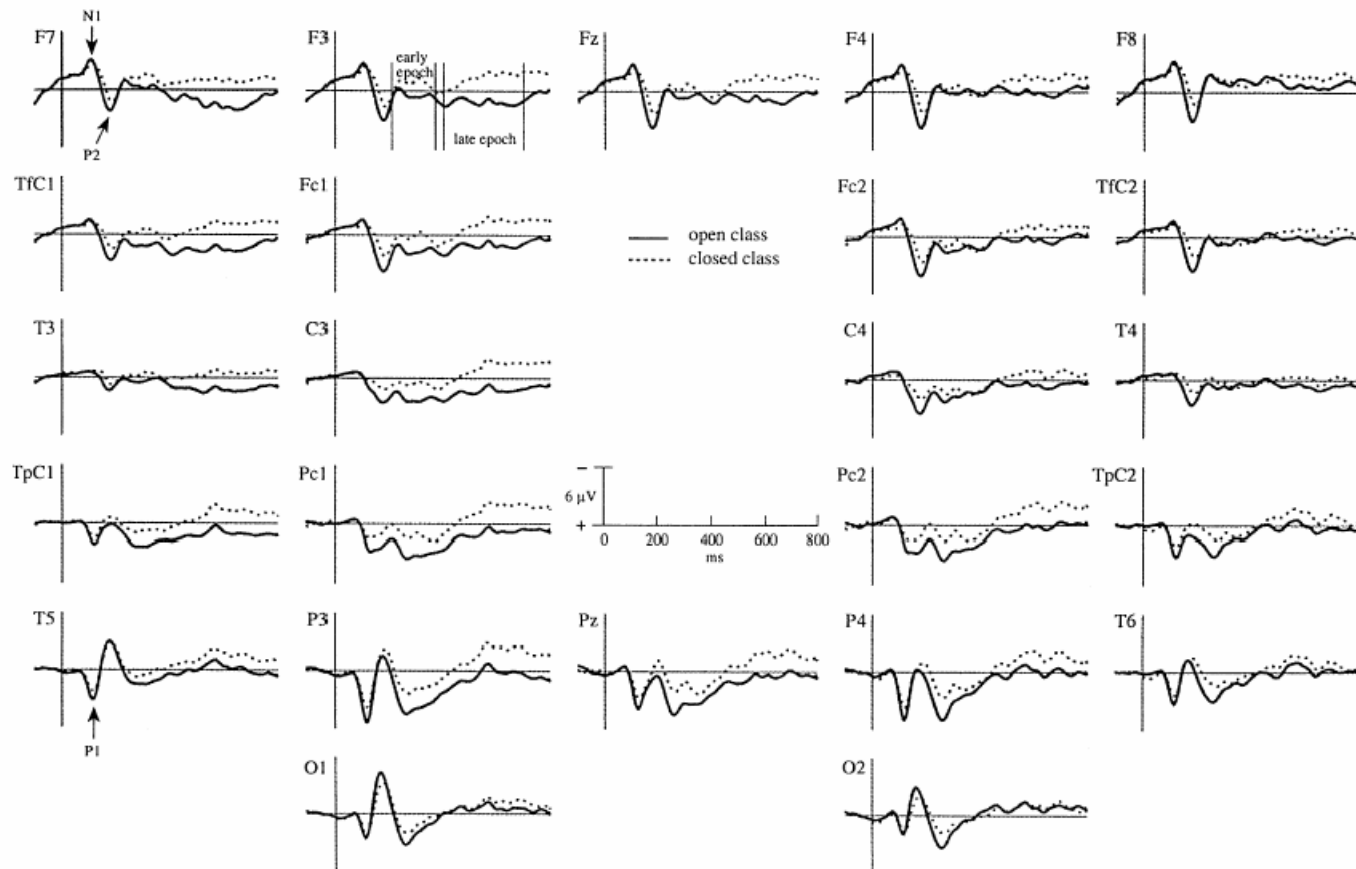 N1
F7
F3
early
epoch
Fz
F4
F8
P2
late epoch
TfC1
Fc1
Fc2
TfC2
open class
closed class
T3
C3
C4
T4
TpC1
Pc1
−
6 μV
+
0 200 400 600 800
ms
Pc2
TpC2
T5
P3
Pz
P4
T6
P1
O1
O2